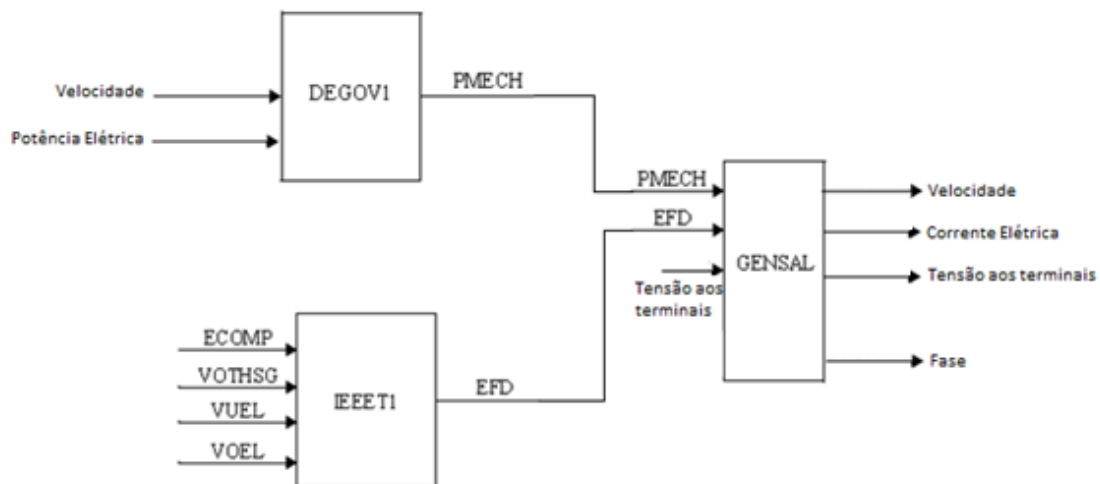 Velocidade
Potência Elétrica
DEGOV1
PMECH
PMECH
EFD
Tensão aos
terminais
GENSAL
Velocidade
Corrente Elétrica
Tensão aos terminais
Fase
ECOMP
VOTHSG
VUEL
VOEL
IEEET1
EFD